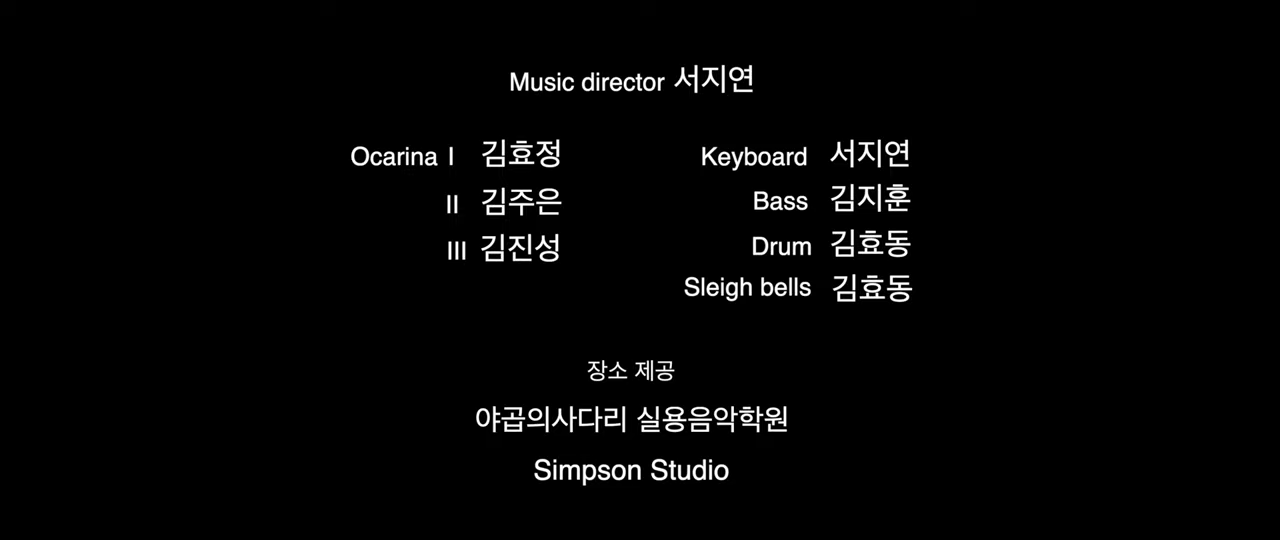 Music director 서지연
Ocarina I 김효정
II 김주은
III 김진성
Keyboard 서지연
Bass 김지훈
Drum 김효동
Sleigh bells 김효동
장소 제공
야곱의사다리 실용음악학원
Simpson Studio